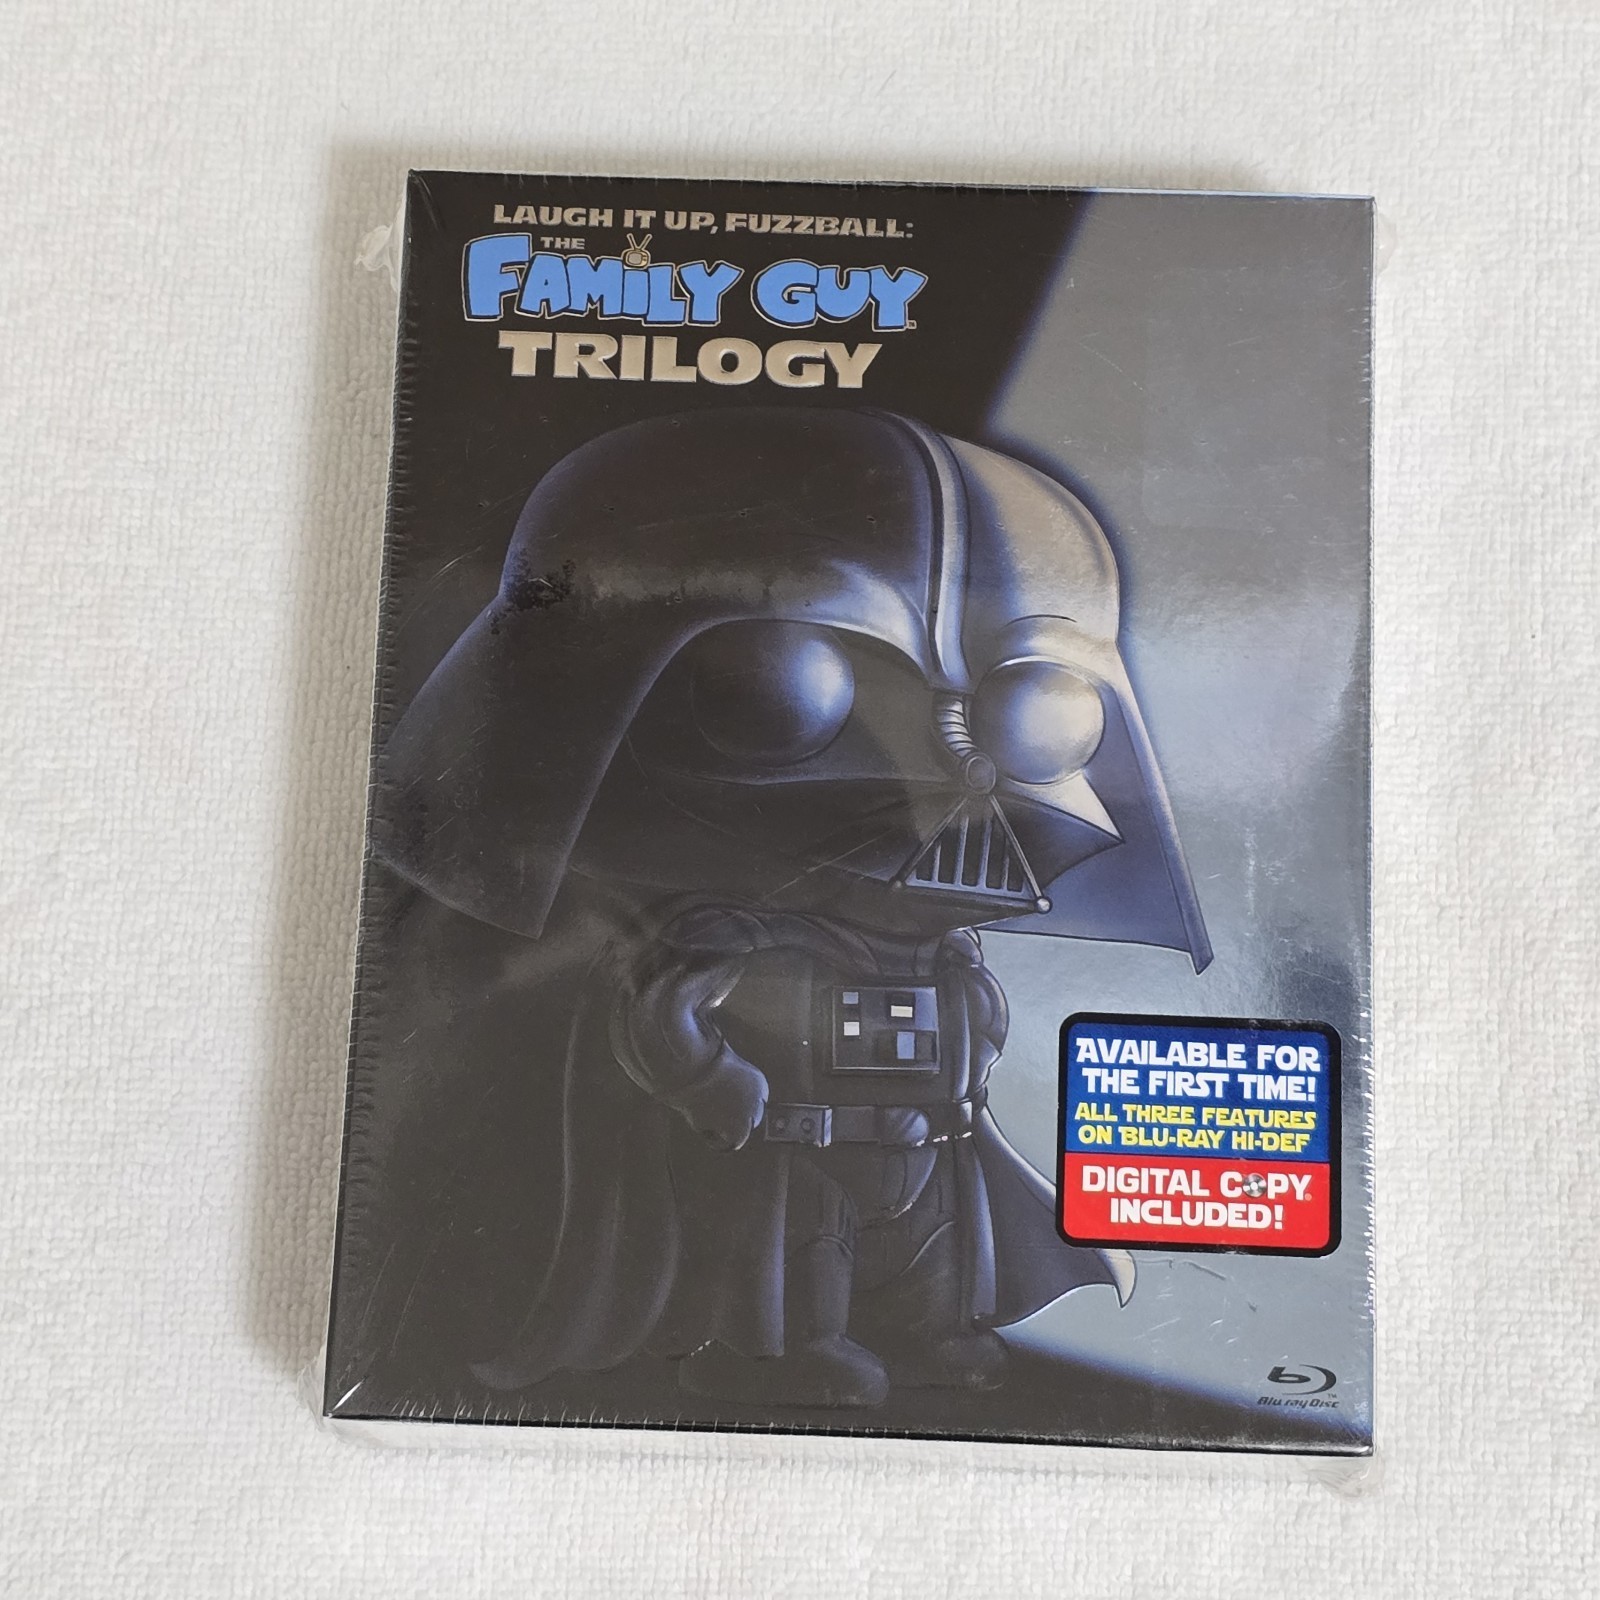 LAUGH IT UP, FUZZBALL:
THE
FAMILY GUY
TRILOGY
AVAILABLE FOR
THE FIRST TIME!
ALL THREE FEATURES
ON BLU-RAY HI-DEF
DIGITAL COPY
INCLUDED!
Blu-ray Disc